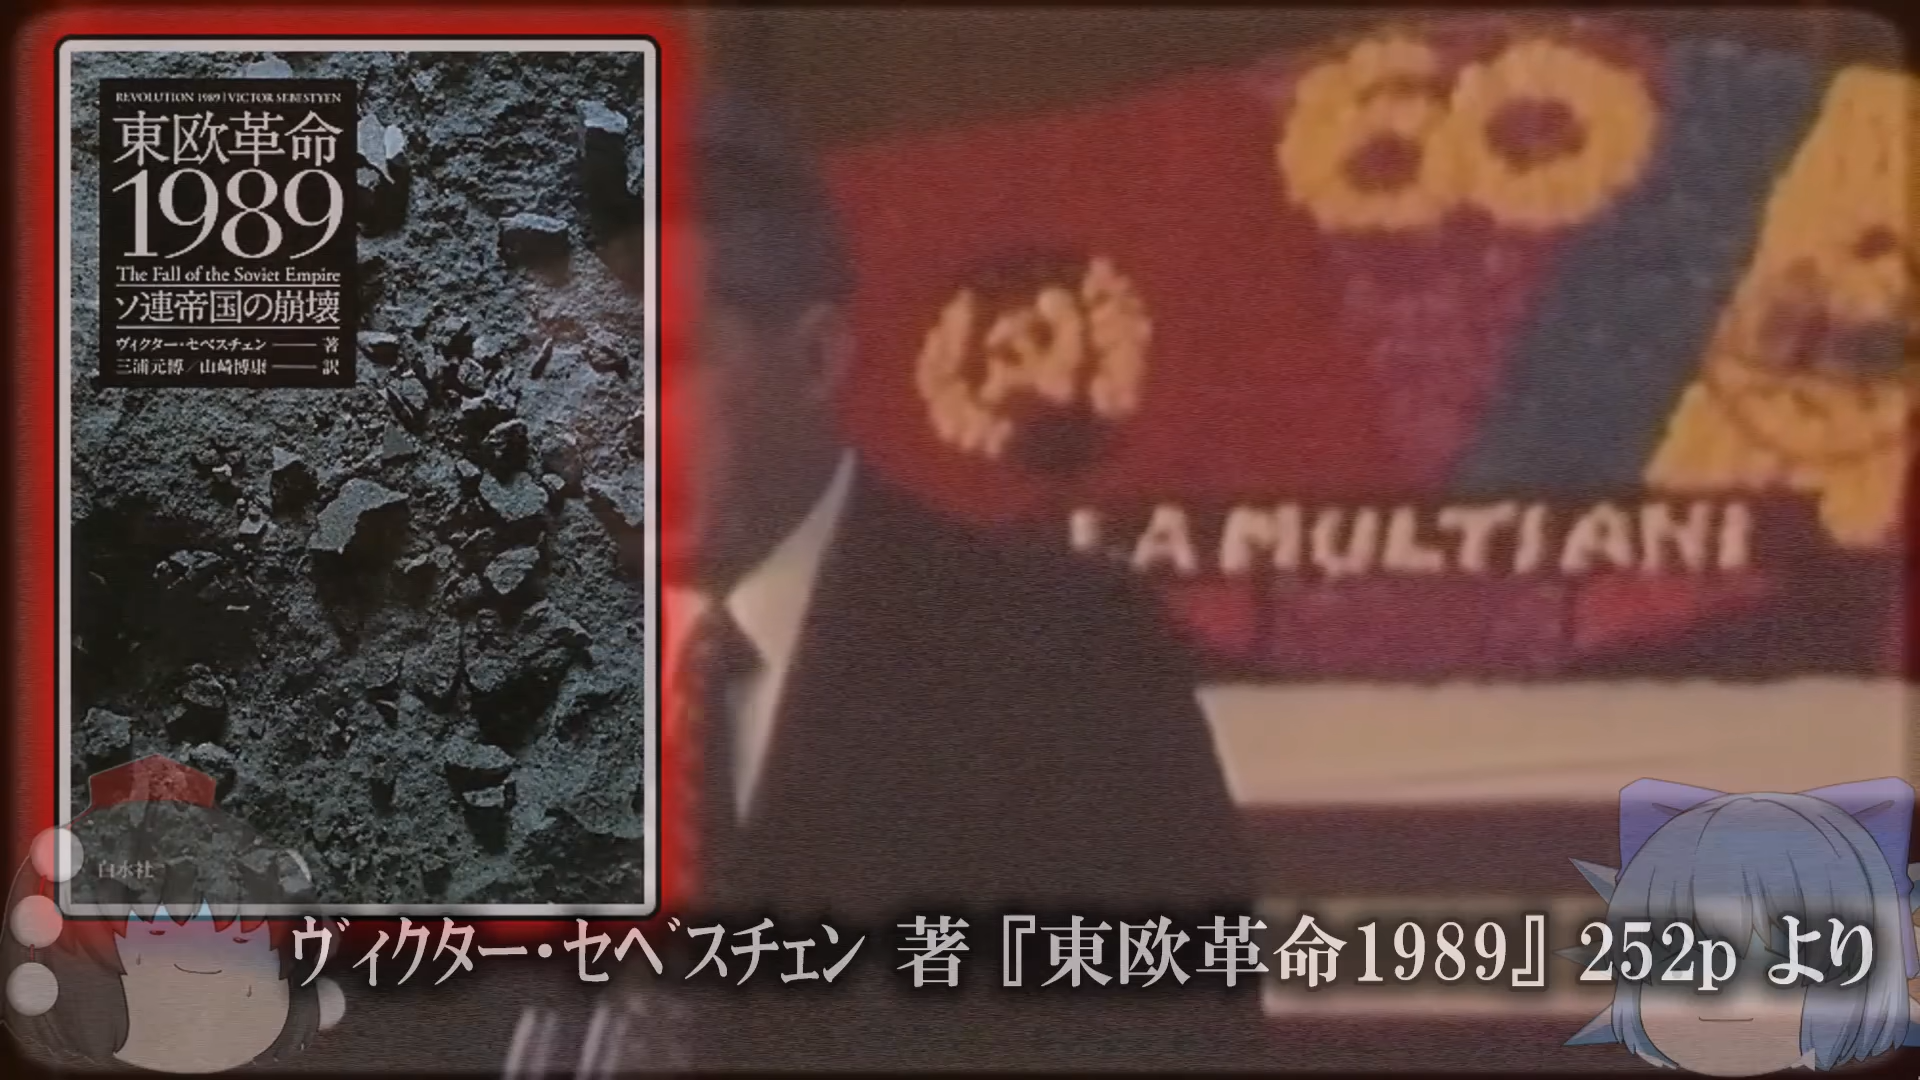 REVOLUTION 1989 | VICTOR SEBESTYEN
東欧革命
1989
The Fall of the Soviet Empire
ソ連帝国の崩壊
ヴィクター・セベスチェン――著
三浦元博／山崎博康――訳
白水社
LA MULTI ANI
ヴィクター・セベスチェン 著『東欧革命1989』252p より